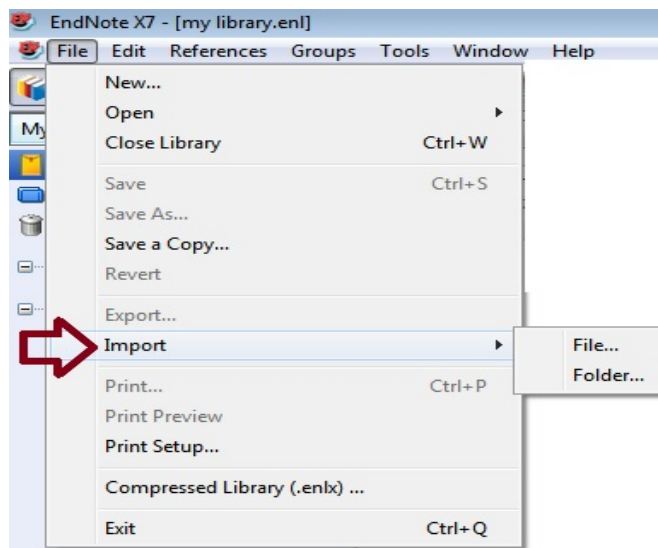 EndNote X7 - [my library.enl]
File Edit References Groups Tools Window Help
New...
Open
My
Close Library Ctrl+W
Save Ctrl+S
Save As...
Save a Copy...
Revert
Export...
Import File...
Folder...
Print... Ctrl+P
Print Preview
Print Setup...
Compressed Library (.enlx) ...
Exit Ctrl+Q